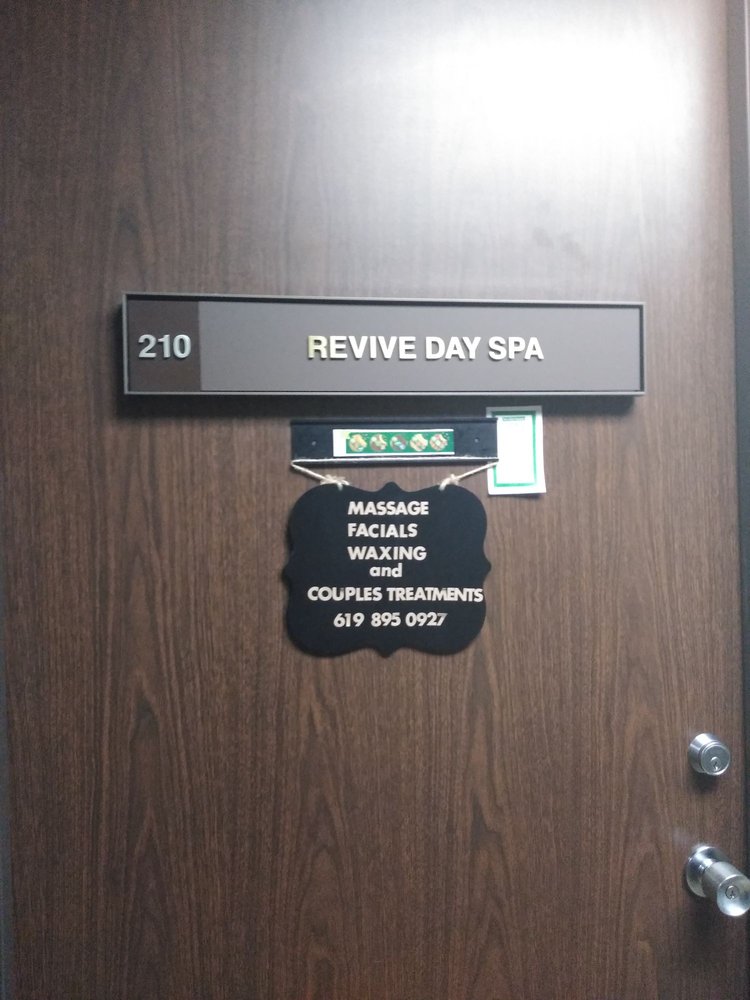 210 REVIVE DAY SPA
MASSAGE
FACIALS
WAXING
and
COUPLES TREATMENTS
619 895 0927